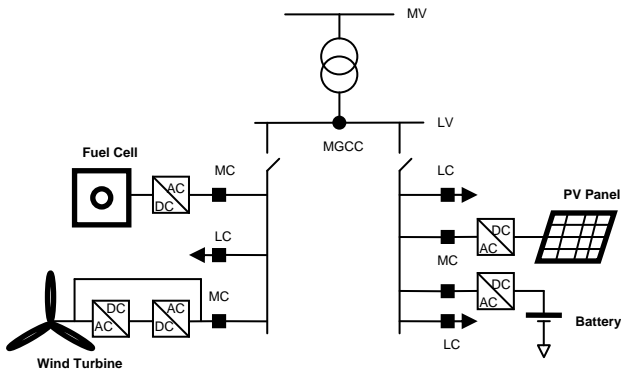 MV
LV
MGCC
Fuel Cell
MC
LC
AC
DC
PV Panel
LC
DC
AC
MC
MC
DC
AC
AC
DC
DC
AC
Battery
LC
Wind Turbine